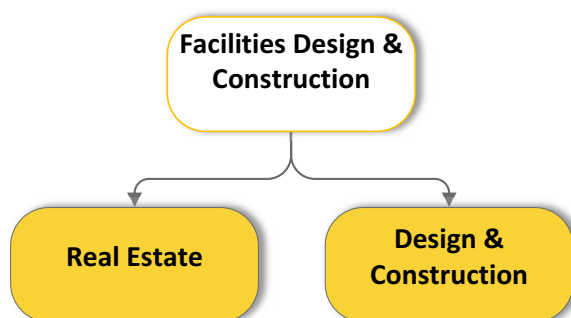 Facilities Design &
Construction
Real Estate
Design &
Construction